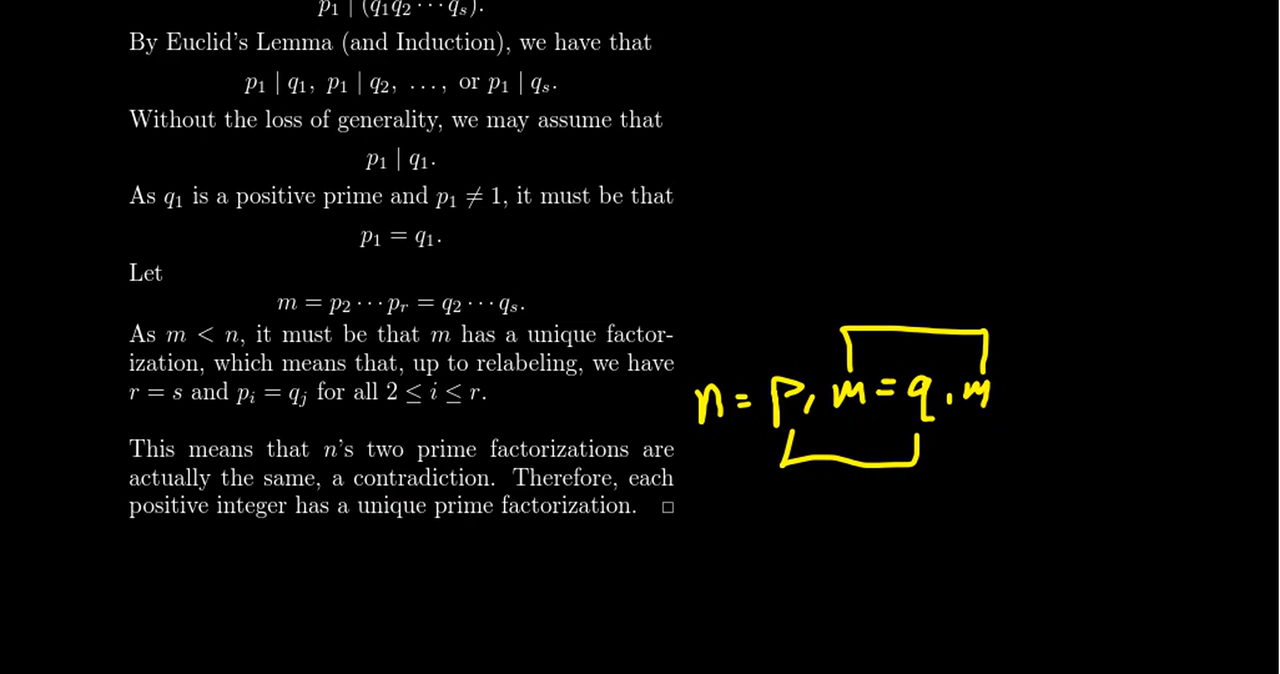 p₁ | (q₁q₂ ⋯ qₛ).
By Euclid's Lemma (and Induction), we have that
p₁ | q₁, p₁ | q₂, …, or p₁ | qₛ.
Without the loss of generality, we may assume that
p₁ | q₁.
As q₁ is a positive prime and p₁ ≠ 1, it must be that
p₁ = q₁.
Let
m = p₂ ⋯ pᵣ = q₂ ⋯ qₛ.
As m < n, it must be that m has a unique factor-
ization, which means that, up to relabeling, we have
r = s and pᵢ = qⱼ for all 2 ≤ i ≤ r.
n = p₁ m = q₁ m
This means that n's two prime factorizations are
actually the same, a contradiction. Therefore, each
positive integer has a unique prime factorization. □